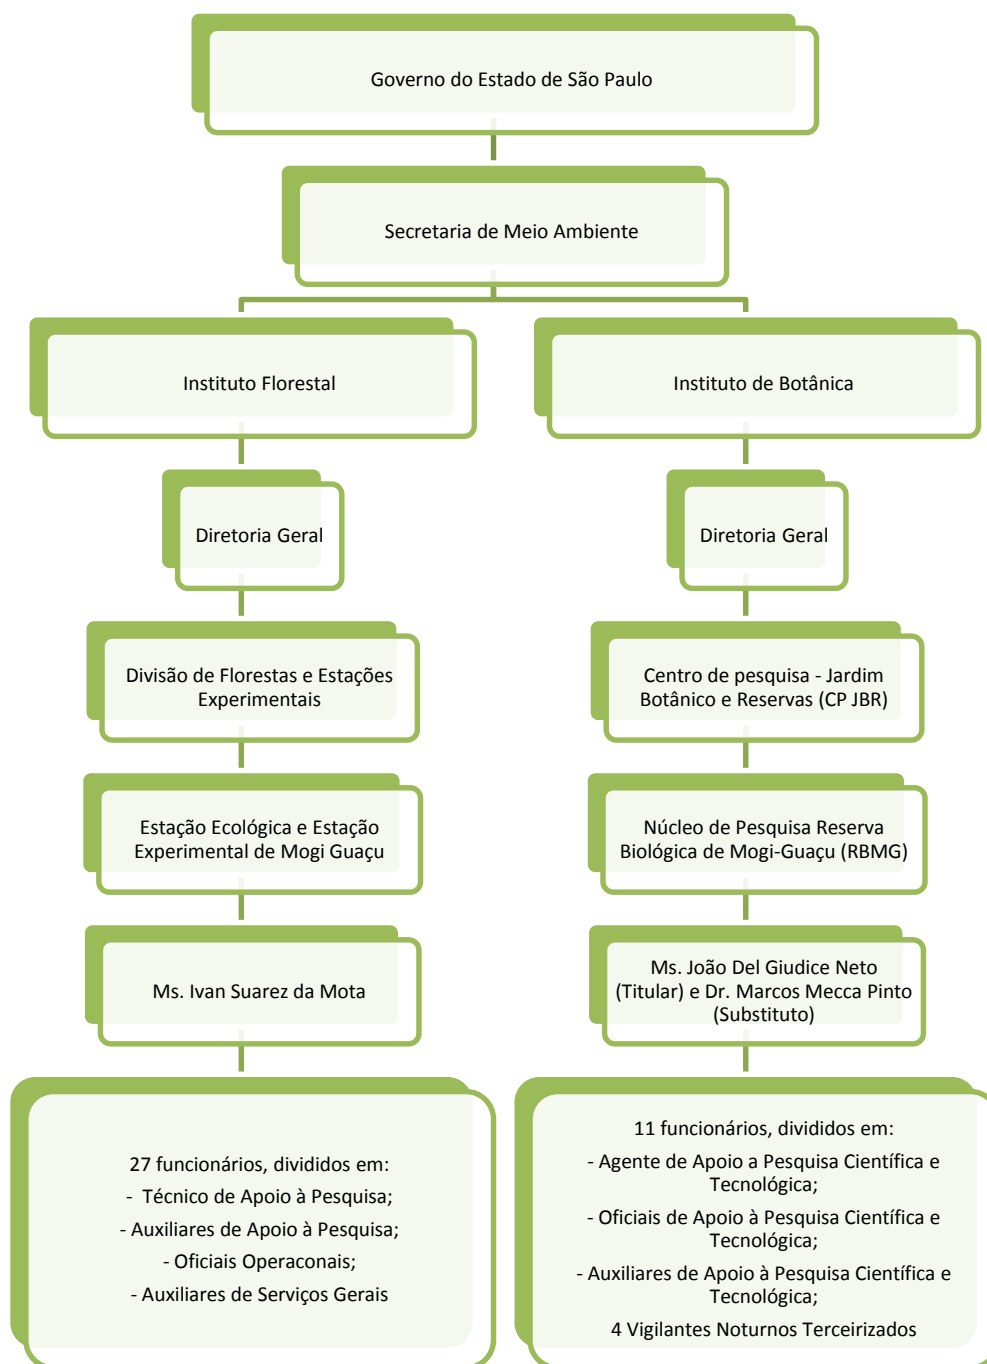 Governo do Estado de São Paulo
Secretaria de Meio Ambiente
Instituto Florestal
Instituto de Botânica
Diretoria Geral
Diretoria Geral
Divisão de Florestas e Estações
Experimentais
Centro de pesquisa - Jardim
Botânico e Reservas (CP JBR)
Estação Ecológica e Estação
Experimental de Mogi Guaçu
Núcleo de Pesquisa Reserva
Biológica de Mogi-Guaçu (RBMG)
Ms. Ivan Suarez da Mota
Ms. João Del Giudice Neto
(Titular) e Dr. Marcos Mecca Pinto
(Substituto)
27 funcionários, divididos em:
- Técnico de Apoio à Pesquisa;
- Auxiliares de Apoio à Pesquisa;
- Oficiais Operaconais;
- Auxiliares de Serviços Gerais
11 funcionários, divididos em:
- Agente de Apoio a Pesquisa Científica e
Tecnológica;
- Oficiais de Apoio à Pesquisa Científica e
Tecnológica;
- Auxiliares de Apoio à Pesquisa Científica e
Tecnológica;
4 Vigilantes Noturnos Terceirizados